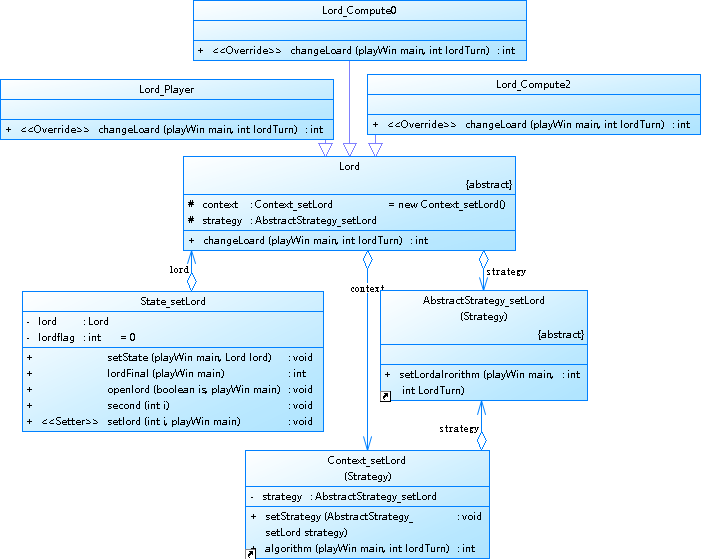 Lord_Compute0
+ <<Override>> changeLoard (playWin main, int lordTurn) : int
Lord_Player
+ <<Override>> changeLoard (playWin main, int lordTurn) : int
Lord_Compute2
+ <<Override>> changeLoard (playWin main, int lordTurn) : int
Lord
{abstract}
# context : Context_setLord = new Context_setLord()
# strategy : AbstractStrategy_setLord
+ changeLoard (playWin main, int lordTurn) : int
lord
strategy
context
State_setLord
- lord : Lord
- lordflag : int = 0
+ setState (playWin main, Lord lord) : void
+ lordFinal (playWin main) : int
+ openlord (boolean is, playWin main) : void
+ second (int i) : void
+ <<Setter>> setlord (int i, playWin main) : void
AbstractStrategy_setLord
(Strategy)
{abstract}
+ setLordalrorithm (playWin main, : int
int LordTurn)
strategy
Context_setLord
(Strategy)
- strategy : AbstractStrategy_setLord
+ setStrategy (AbstractStrategy_ : void
setLord strategy)
+ algorithm (playWin main, int lordTurn) : int